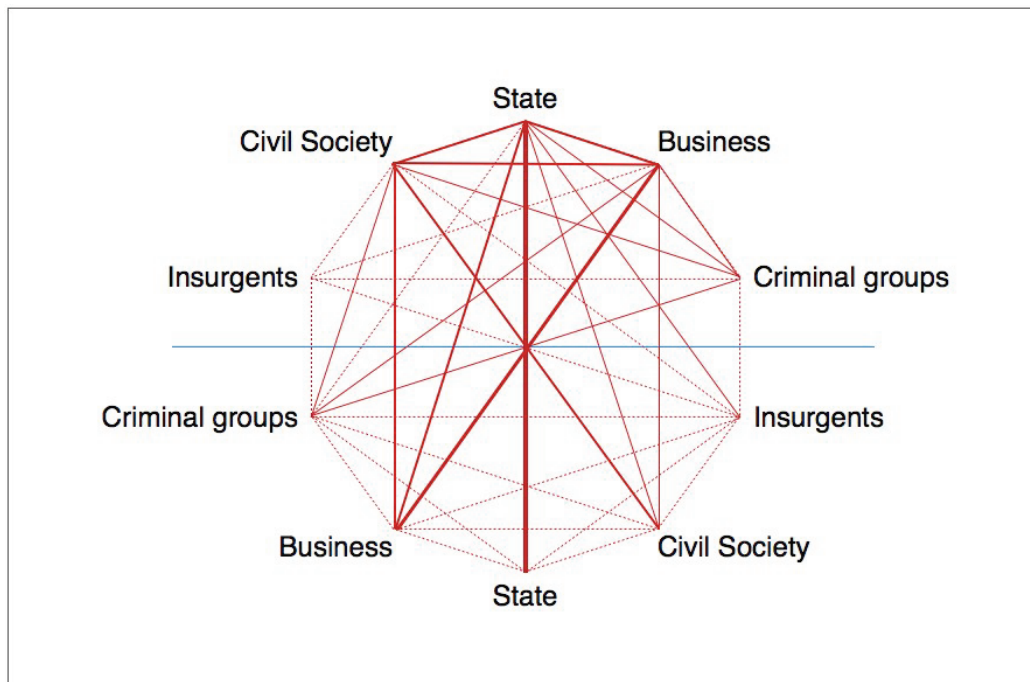 State
Civil Society
Business
Insurgents
Criminal groups
Criminal groups
Insurgents
Business
Civil Society
State